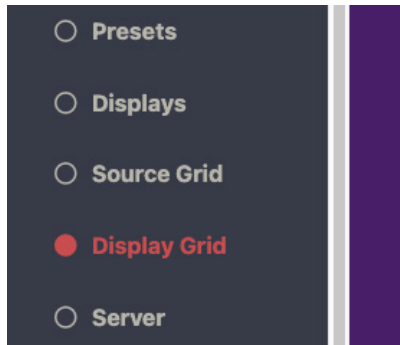 Presets
Displays
Source Grid
Display Grid
Server